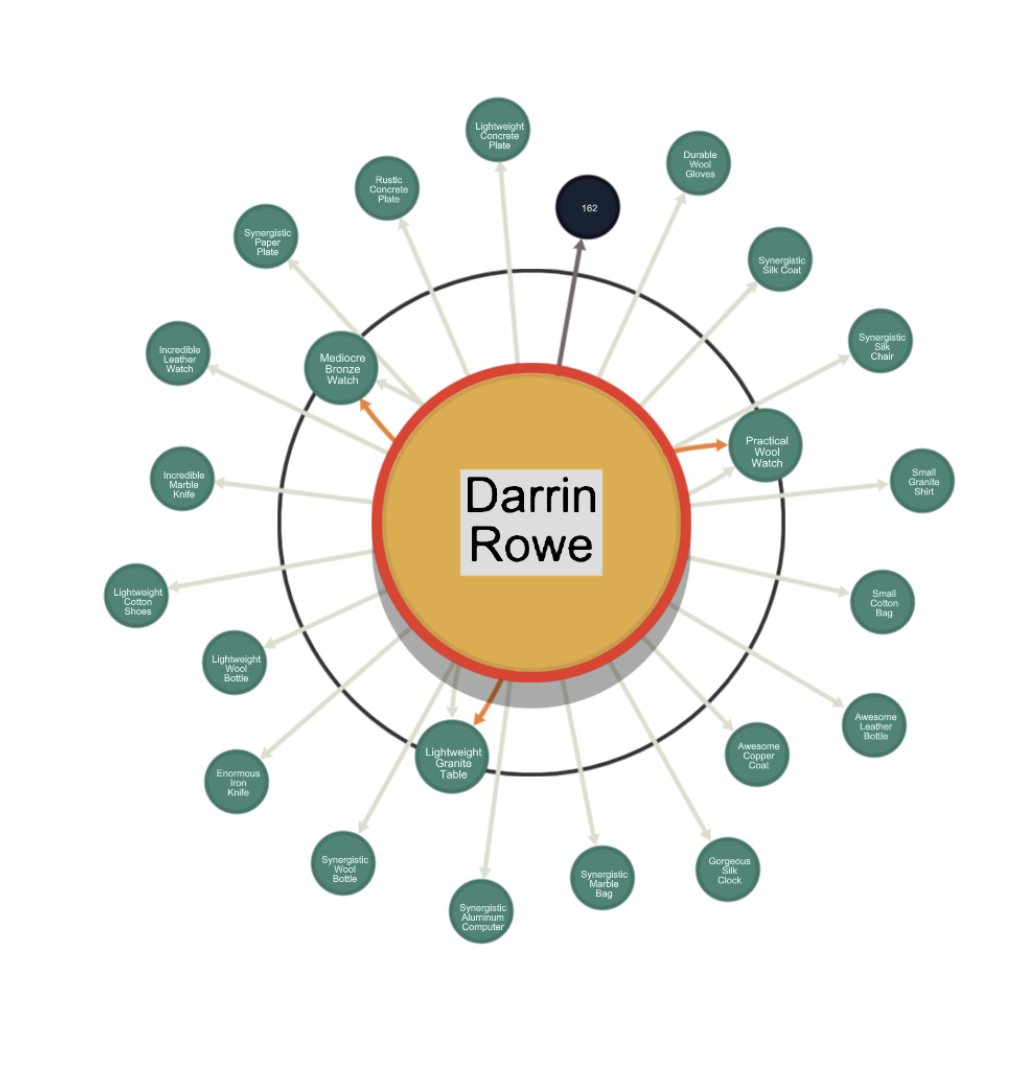 Lightweight
Concrete
Plate
Durable
Wool
Gloves
Rustic
Concrete
Plate
162
Synergistic
Paper
Plate
Synergistic
Silk Coat
Incredible
Leather
Watch
Synergistic
Silk
Chair
Mediocre
Bronze
Watch
Practical
Wool
Watch
Incredible
Marble
Knife
Small
Granite
Shirt
Darrin
Rowe
Lightweight
Cotton
Shoes
Small
Cotton
Bag
Lightweight
Wool
Bottle
Awesome
Leather
Bottle
Lightweight
Granite
Table
Awesome
Copper
Coat
Enormous
Iron
Knife
Synergistic
Wool
Bottle
Gorgeous
Silk
Clock
Synergistic
Marble
Bag
Synergistic
Aluminum
Computer